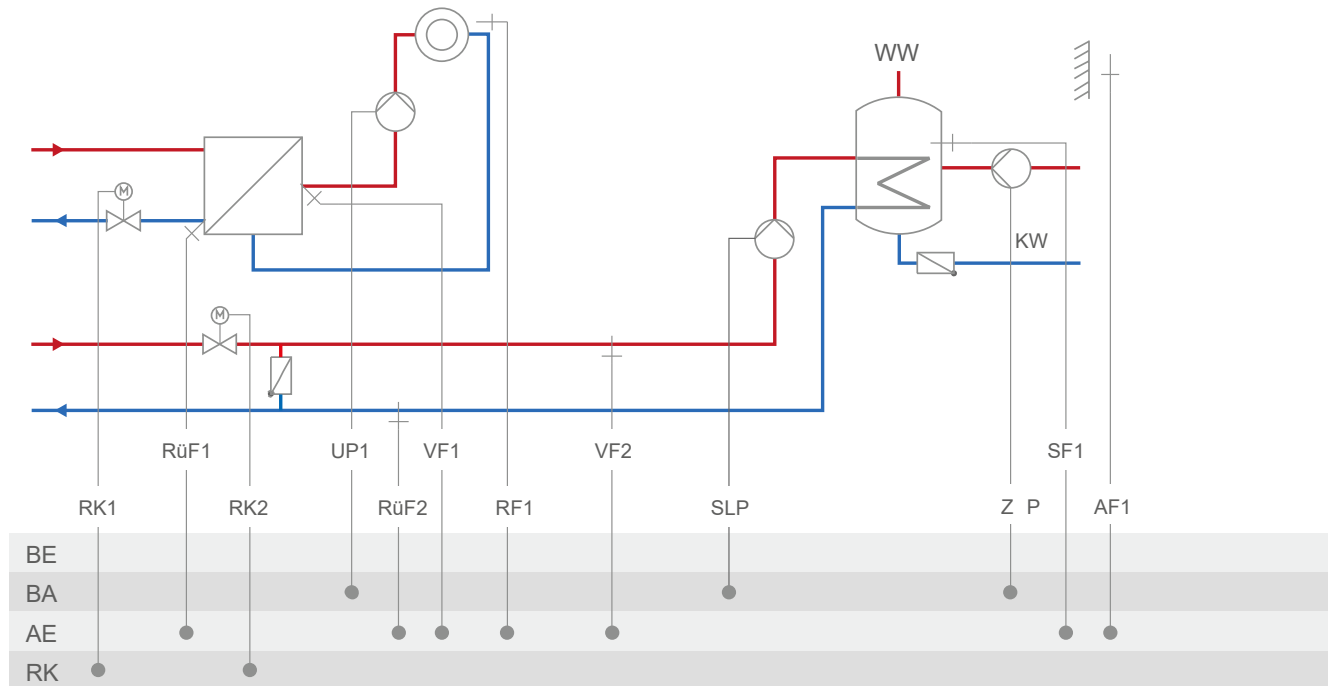 WW
M
KW
M
RüF1 UP1 VF1 VF2 SF1
RK1 RK2 RüF2 RF1 SLP Z P AF1
BE
BA
AE
RK